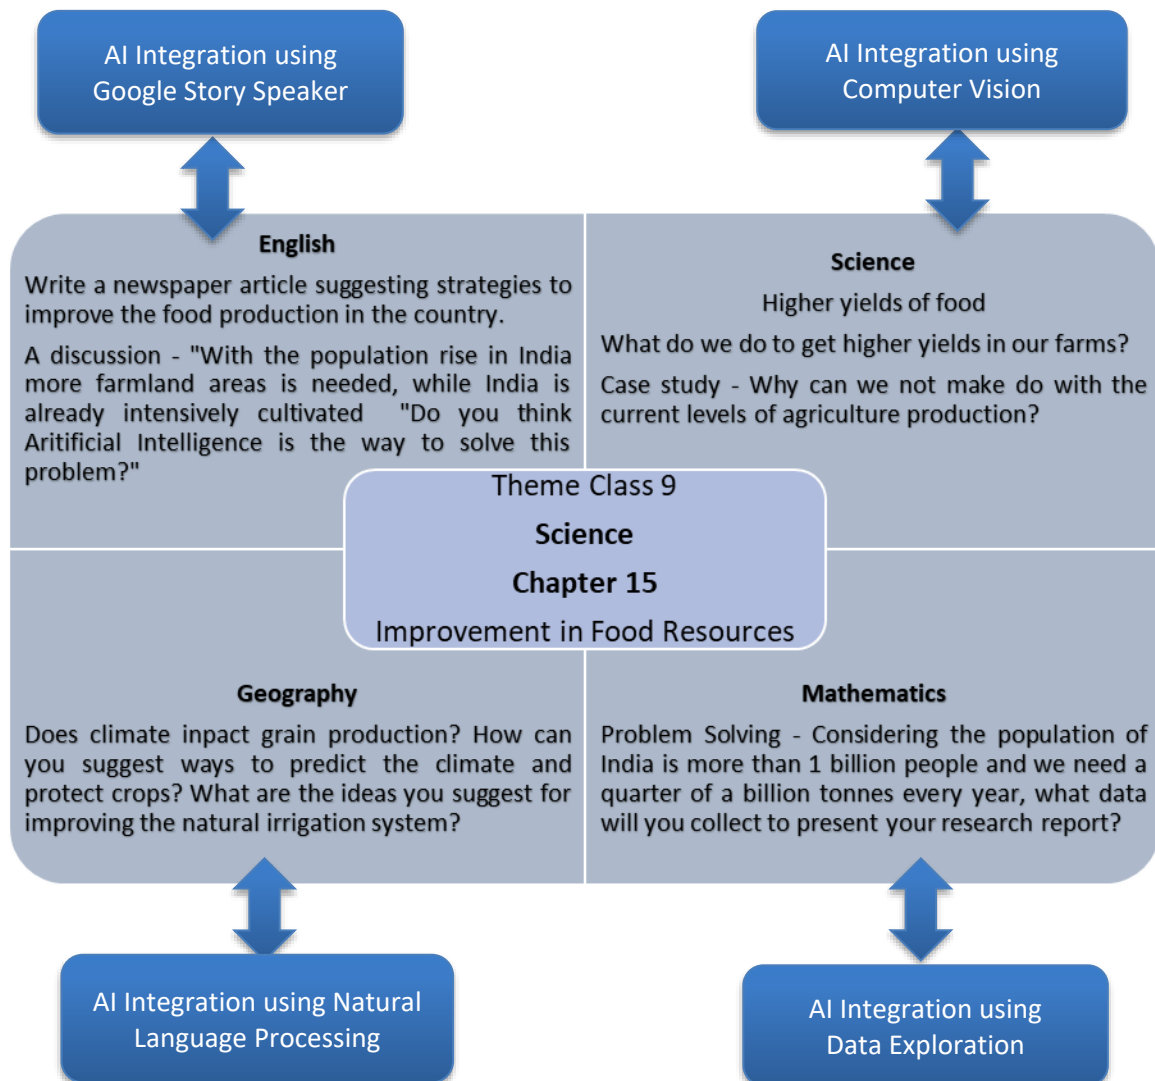 AI Integration using
Google Story Speaker
AI Integration using
Computer Vision
English
Write a newspaper article suggesting strategies to
improve the food production in the country.
A discussion - "With the population rise in India
more farmland areas is needed, while India is
already intensively cultivated "Do you think
Aritificial Intelligence is the way to solve this
problem?"
Science
Higher yields of food
What do we do to get higher yields in our farms?
Case study - Why can we not make do with the
current levels of agriculture production?
Theme Class 9
Science
Chapter 15
Improvement in Food Resources
Geography
Does climate inpact grain production? How can
you suggest ways to predict the climate and
protect crops? What are the ideas you suggest for
improving the natural irrigation system?
Mathematics
Problem Solving - Considering the population of
India is more than 1 billion people and we need a
quarter of a billion tonnes every year, what data
will you collect to present your research report?
AI Integration using Natural
Language Processing
AI Integration using
Data Exploration